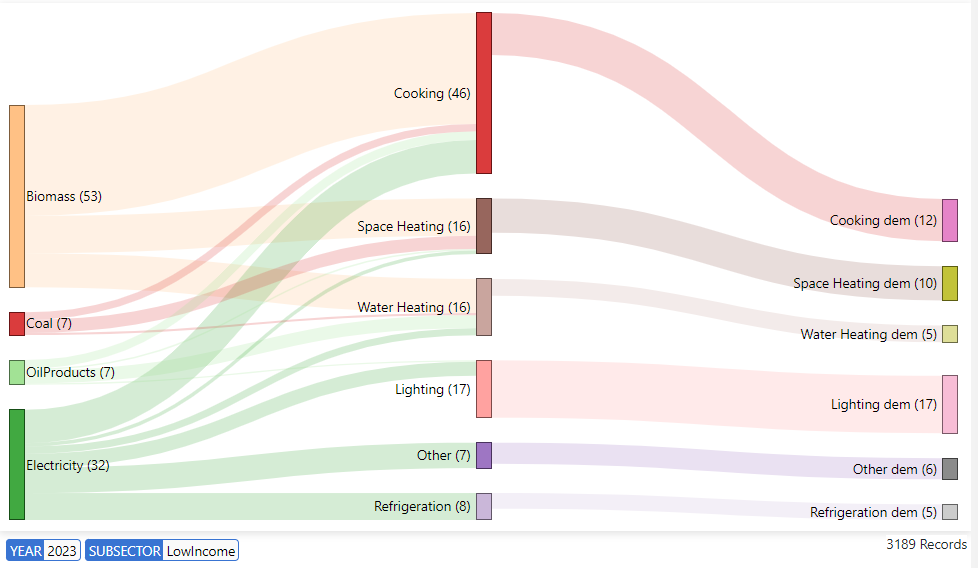 Cooking (46)
Biomass (53)
Cooking dem (12)
Space Heating (16)
Space Heating dem (10)
Water Heating (16)
Coal (7)
Water Heating dem (5)
OilProducts (7)
Lighting (17)
Lighting dem (17)
Other (7)
Electricity (32)
Other dem (6)
Refrigeration (8)
Refrigeration dem (5)
YEAR 2023 SUBSECTOR LowIncome
3189 Records